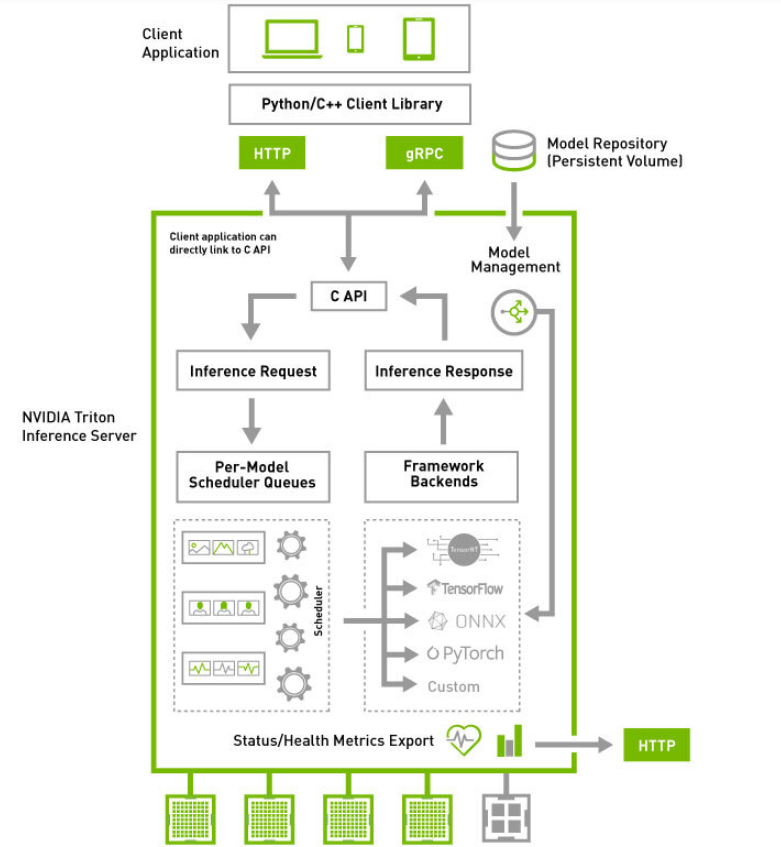 Client
Application
Python/C++ Client Library
HTTP
gRPC
Model Repository
(Persistent Volume)
Client application can
directly link to C API
Model
Management
C API
Inference Request
Inference Response
NVIDIA Triton
Inference Server
Per-Model
Scheduler Queues
Framework
Backends
Scheduler
TensorRT
TensorFlow
ONNX
PyTorch
Custom
Status/Health Metrics Export
HTTP